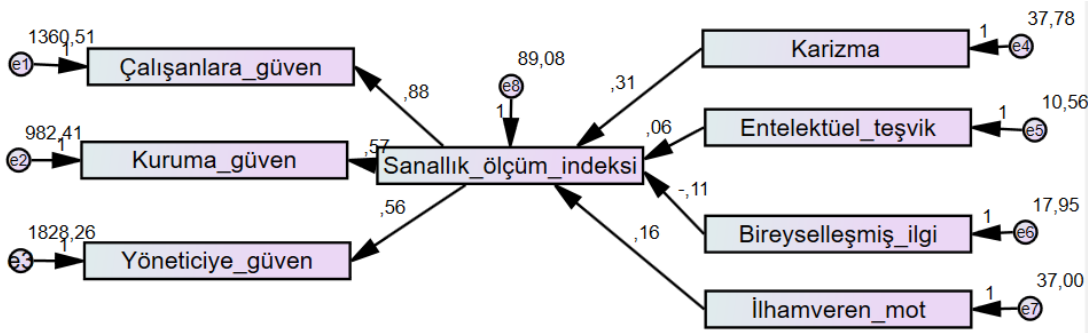 1360,51
1
e1
Çalışanlara_güven
,88
982,41
1
e2
Kuruma_güven
,57
1828,26
1
e3
Yöneticiye_güven
,56
89,08
e8
1
Sanallık_ölçüm_indeksi
,31
Karizma
1
37,78
e4
,06
Entelektüel_teşvik
1
10,56
e5
-,11
Bireyselleşmiş_ilgi
1
17,95
e6
,16
İlhamveren_mot
1
37,00
e7